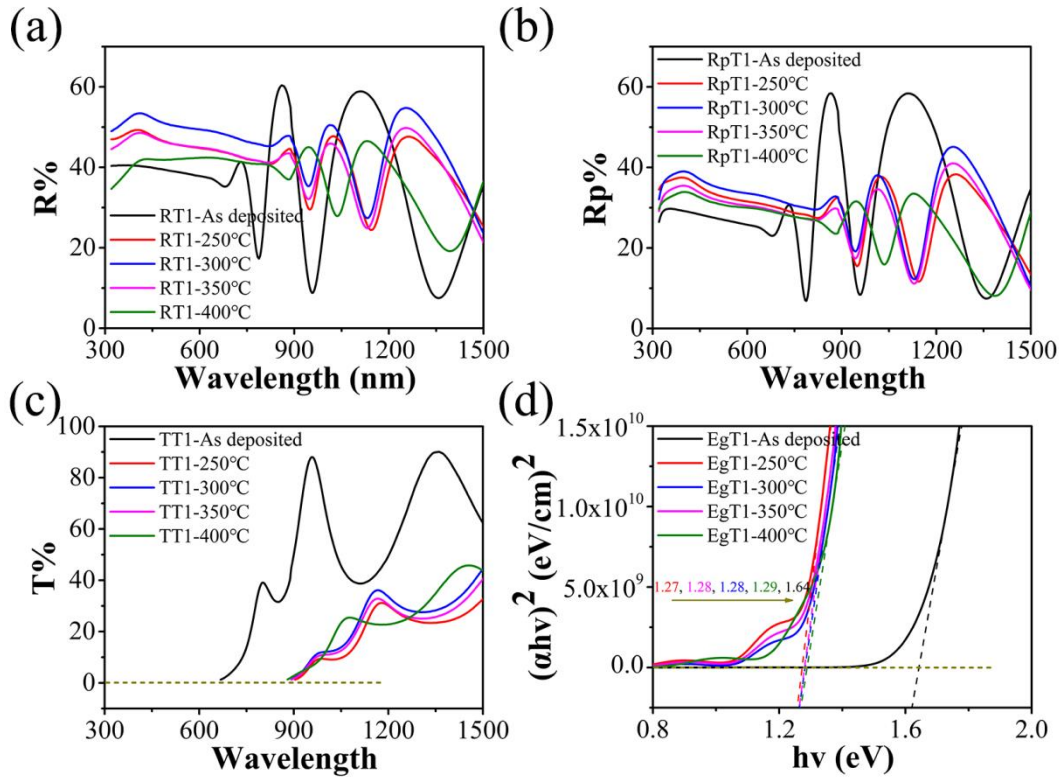 (a)
R%
60
40
20
0
RT1-As deposited
RT1-250°C
RT1-300°C
RT1-350°C
RT1-400°C
300 600 900 1200 1500
Wavelength (nm)
(b)
Rp%
60
40
20
0
RpT1-As deposited
RpT1-250°C
RpT1-300°C
RpT1-350°C
RpT1-400°C
300 600 900 1200 1500
Wavelength
(c)
T%
100
80
60
40
20
0
TT1-As deposited
TT1-250°C
TT1-300°C
TT1-350°C
TT1-400°C
300 600 900 1200 1500
Wavelength
(d)
(αhv)² (eV/cm)²
1.5x10¹⁰
1.0x10¹⁰
5.0x10⁹
0.0
EgT1-As deposited
EgT1-250°C
EgT1-300°C
EgT1-350°C
EgT1-400°C
1.27, 1.28, 1.28, 1.29, 1.64
0.8 1.2 1.6 2.0
hv (eV)